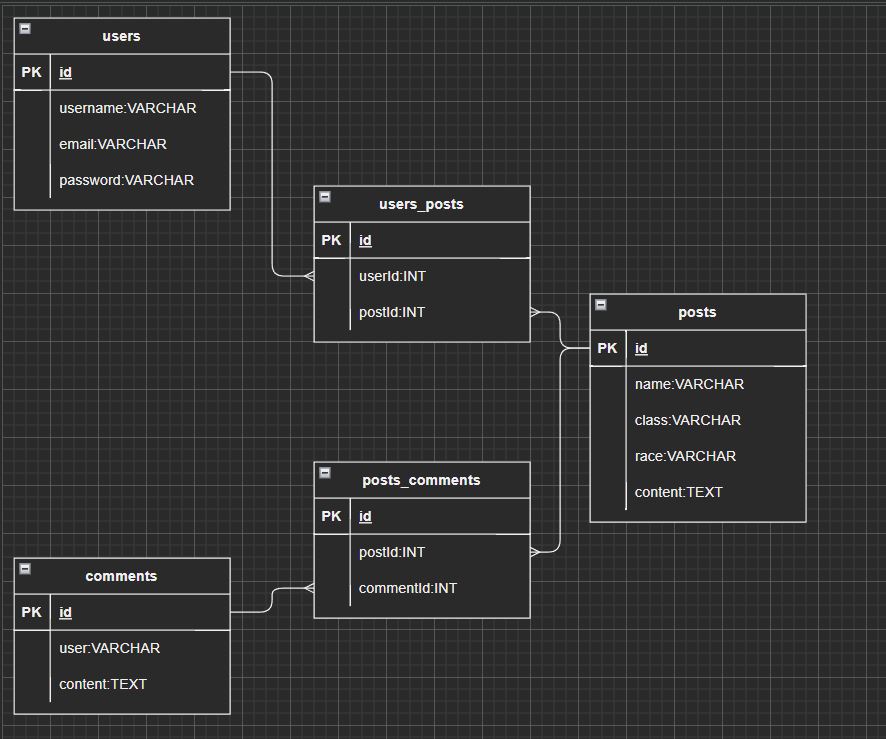 users
PK id
username:VARCHAR
email:VARCHAR
password:VARCHAR
users_posts
PK id
userId:INT
postId:INT
posts
PK id
name:VARCHAR
class:VARCHAR
race:VARCHAR
content:TEXT
posts_comments
PK id
postId:INT
commentId:INT
comments
PK id
user:VARCHAR
content:TEXT